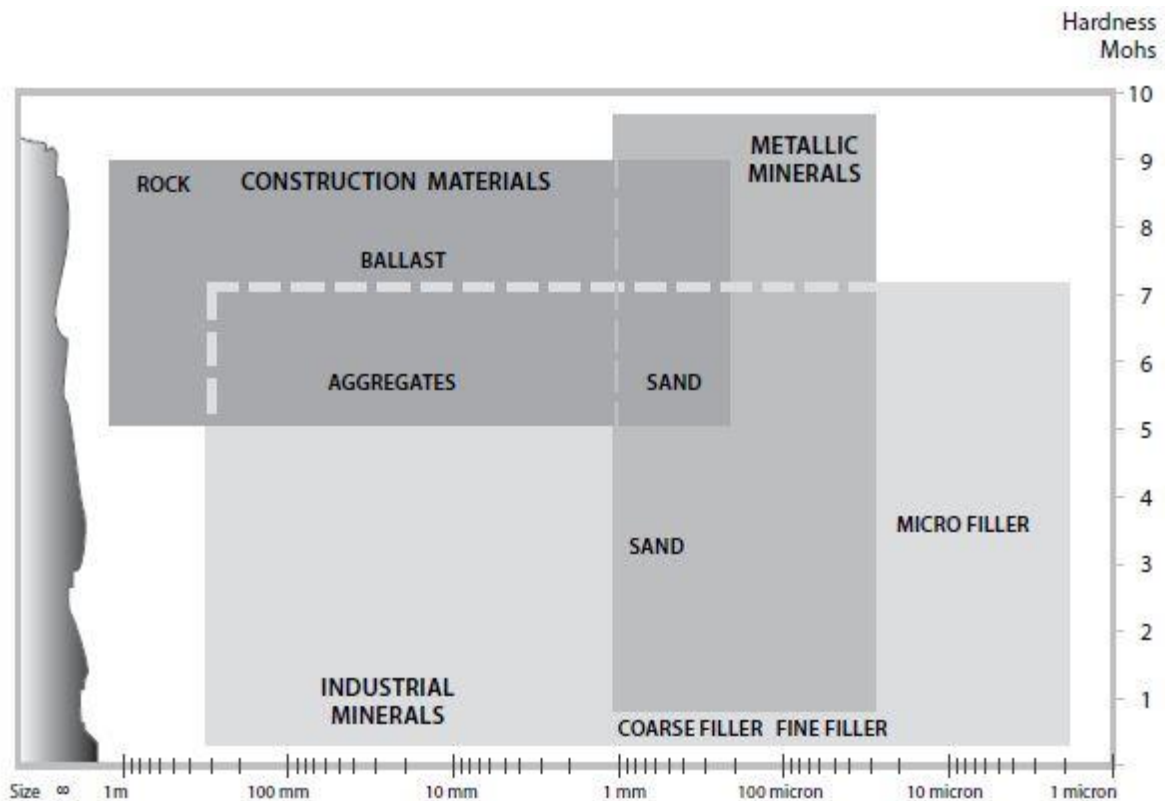 Hardness
Mohs
10
METALLIC
MINERALS
9
ROCK CONSTRUCTION MATERIALS
8
BALLAST
7
AGGREGATES SAND
6
5
4
MICRO FILLER
SAND
3
2
INDUSTRIAL
MINERALS
1
COARSE FILLER FINE FILLER
Size ∞ 1m 100 mm 10 mm 1 mm 100 micron 10 micron 1 micron